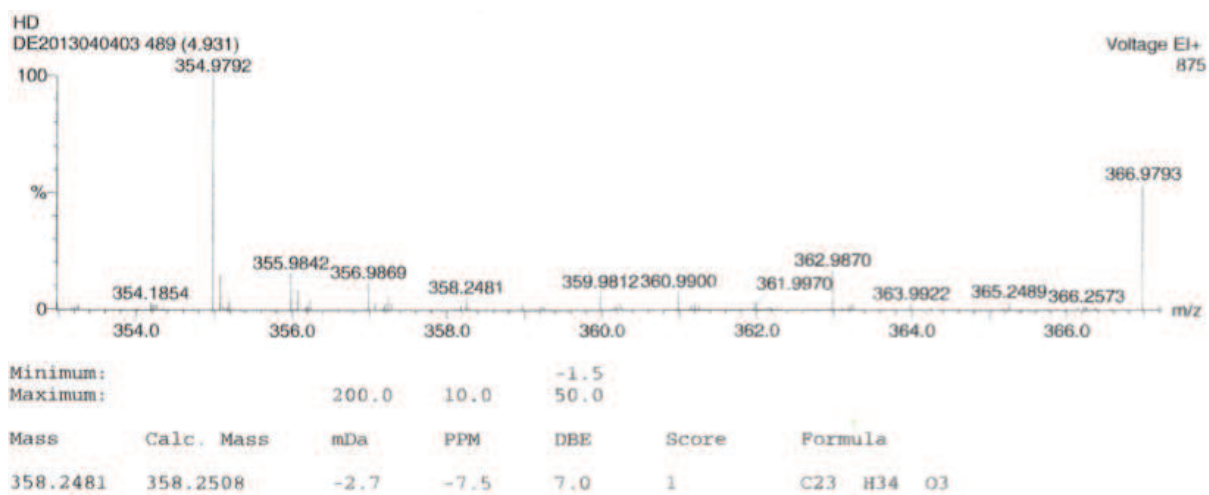 HD
DE2013040403 489 (4.931)
Voltage EI+
875
354.9792
100
366.9793
%
355.9842
356.9869
354.1854
358.2481
359.9812
360.9900
361.9970
362.9870
363.9922
365.2489
366.2573
0
m/z
354.0 356.0 358.0 360.0 362.0 364.0 366.0
Minimum: -1.5
Maximum: 200.0 10.0 50.0
Mass Calc. Mass mDa PPM DBE Score Formula
358.2481 358.2508 -2.7 -7.5 7.0 1 C23 H34 O3